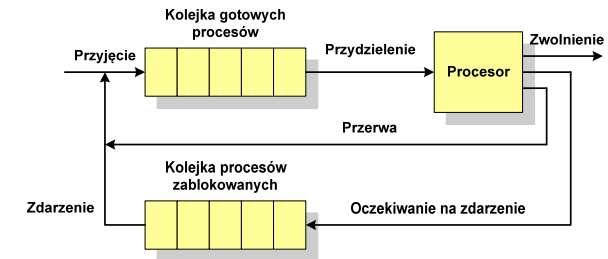 Kolejka gotowych
procesów
Przyjęcie
Przydzielenie
Zwolnienie
Procesor
Przerwa
Kolejka procesów
zablokowanych
Zdarzenie
Oczekiwanie na zdarzenie